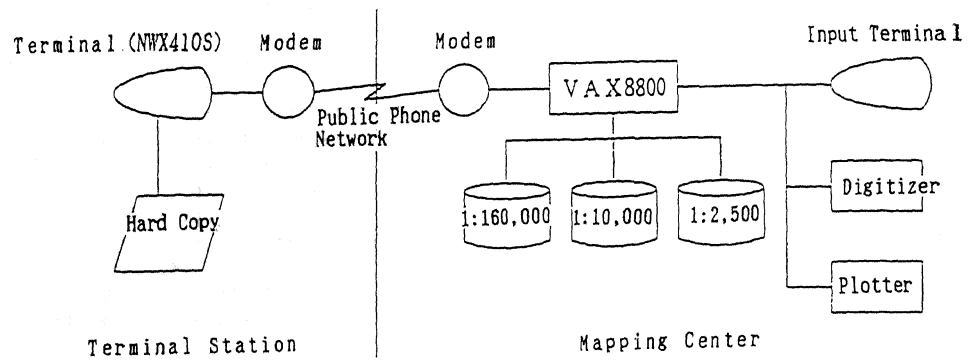 Terminal (NWX410S)
Modem
Modem
Input Terminal
VAX8800
Public Phone
Network
Hard Copy
1:160,000
1:10,000
1:2,500
Digitizer
Plotter
Terminal Station
Mapping Center